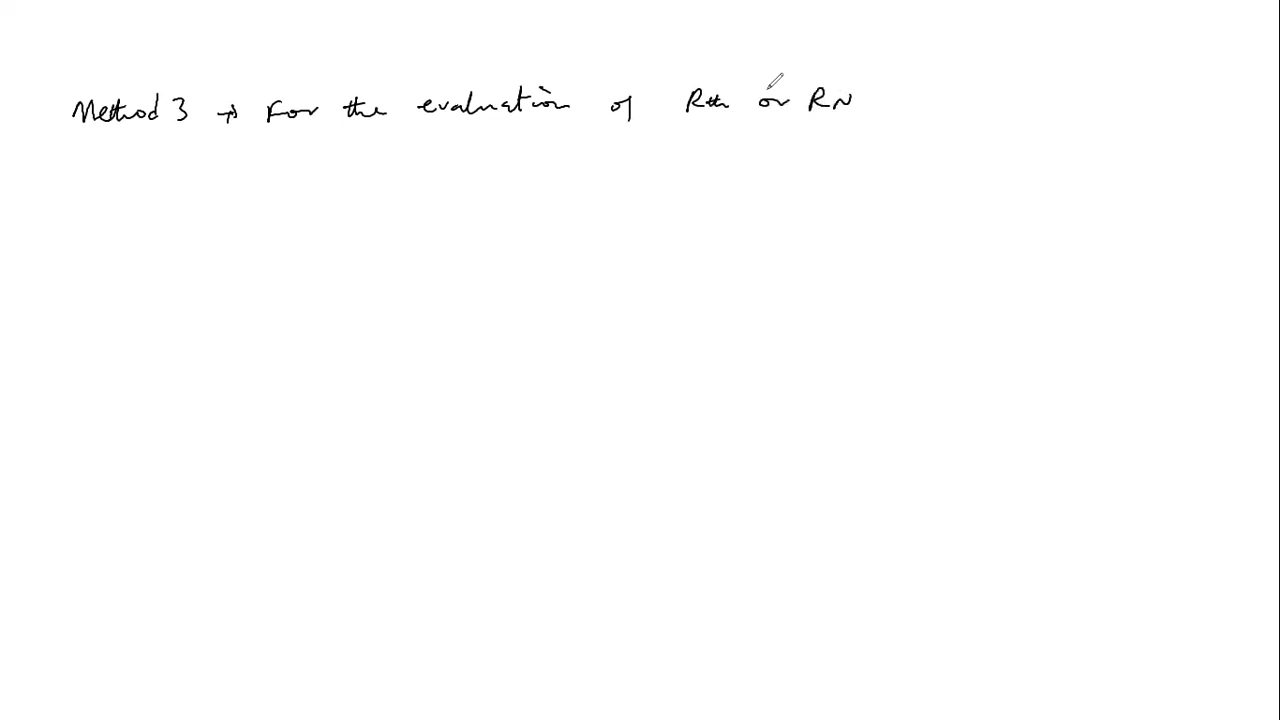 Method 3 → For the evaluation of Rth or RN